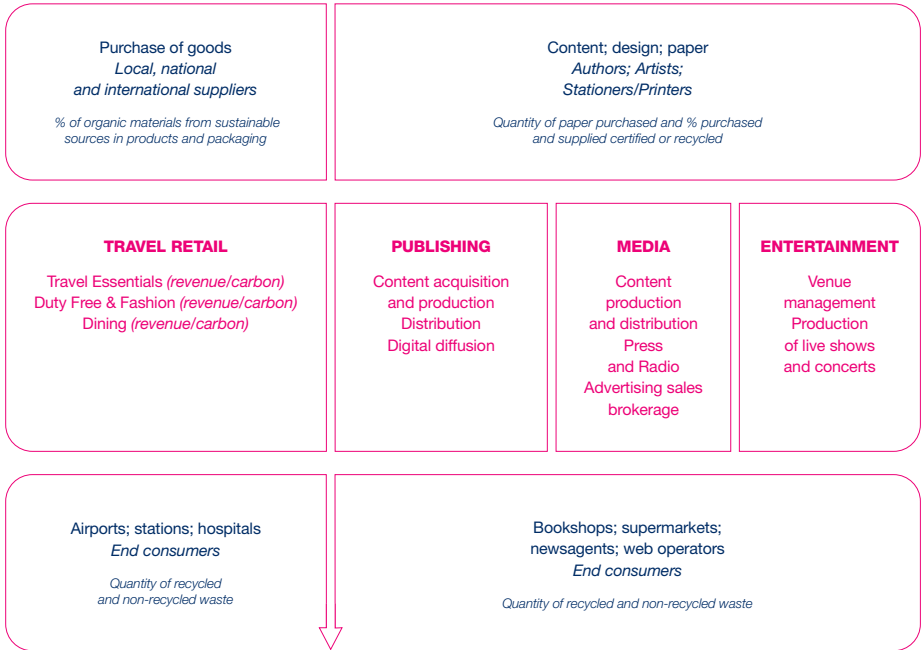 Purchase of goods
Local, national
and international suppliers
% of organic materials from sustainable
sources in products and packaging
Content; design; paper
Authors; Artists;
Stationers/Printers
Quantity of paper purchased and % purchased
and supplied certified or recycled
TRAVEL RETAIL
Travel Essentials (revenue/carbon)
Duty Free & Fashion (revenue/carbon)
Dining (revenue/carbon)
PUBLISHING
Content acquisition
and production
Distribution
Digital diffusion
MEDIA
Content
production
and distribution
Press
and Radio
Advertising sales
brokerage
ENTERTAINMENT
Venue
management
Production
of live shows
and concerts
Airports; stations; hospitals
End consumers
Quantity of recycled
and non-recycled waste
Bookshops; supermarkets;
newsagents; web operators
End consumers
Quantity of recycled and non-recycled waste